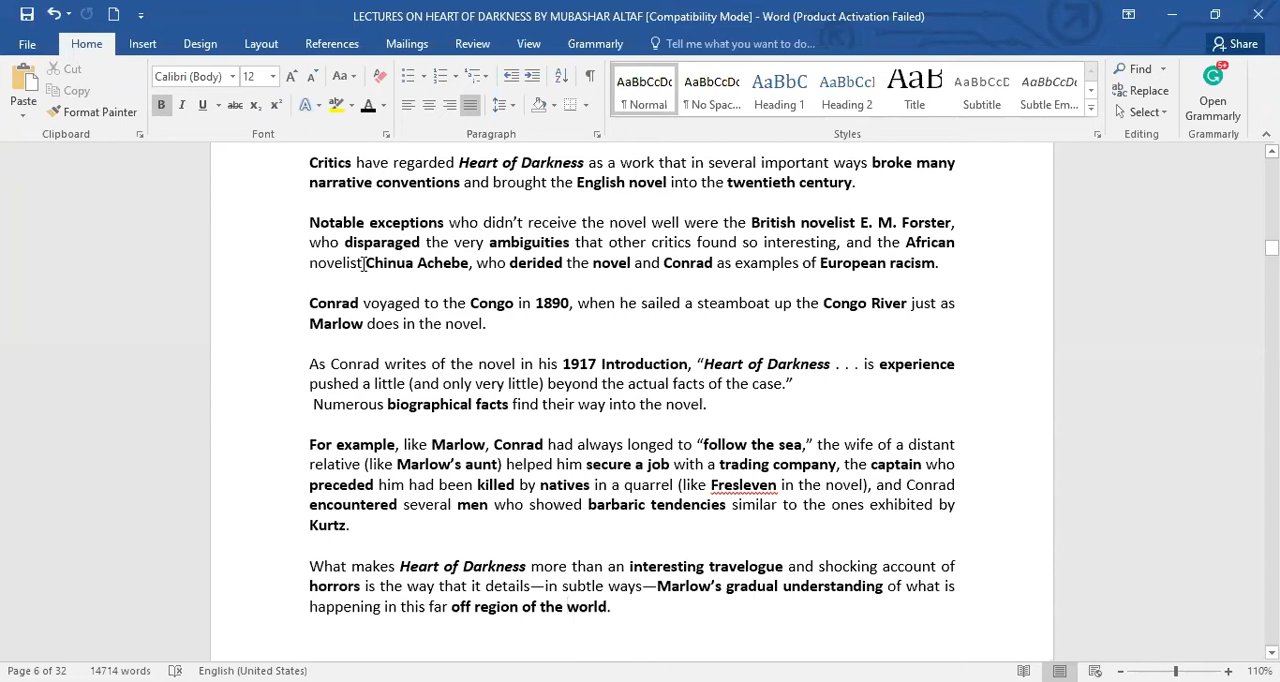 LECTURES ON HEART OF DARKNESS BY MUBASHAR ALTAF [Compatibility Mode] - Word (Product Activation Failed)
File Home Insert Design Layout References Mailings Review View Grammarly Tell me what you want to do... Share
Paste Cut Copy Format Painter
Calibri (Body) 12
AaBbCcDc ¶ Normal AaBbCcDc ¶ No Spac... AaBbC Heading 1 AaBbCcl Heading 2 AaB Title AaBbCcD Subtitle AaBbCcDt Subtle Em...
Find Replace Select
Open Grammarly
Clipboard Font Paragraph Styles Editing Grammarly
Critics have regarded Heart of Darkness as a work that in several important ways broke many
narrative conventions and brought the English novel into the twentieth century.
Notable exceptions who didn’t receive the novel well were the British novelist E. M. Forster,
who disparaged the very ambiguities that other critics found so interesting, and the African
novelist Chinua Achebe, who derided the novel and Conrad as examples of European racism.
Conrad voyaged to the Congo in 1890, when he sailed a steamboat up the Congo River just as
Marlow does in the novel.
As Conrad writes of the novel in his 1917 Introduction, “Heart of Darkness . . . is experience
pushed a little (and only very little) beyond the actual facts of the case.”
Numerous biographical facts find their way into the novel.
For example, like Marlow, Conrad had always longed to “follow the sea,” the wife of a distant
relative (like Marlow’s aunt) helped him secure a job with a trading company, the captain who
preceded him had been killed by natives in a quarrel (like Fresleven in the novel), and Conrad
encountered several men who showed barbaric tendencies similar to the ones exhibited by
Kurtz.
What makes Heart of Darkness more than an interesting travelogue and shocking account of
horrors is the way that it details—in subtle ways—Marlow’s gradual understanding of what is
happening in this far off region of the world.
Page 6 of 32 14714 words English (United States) 110%